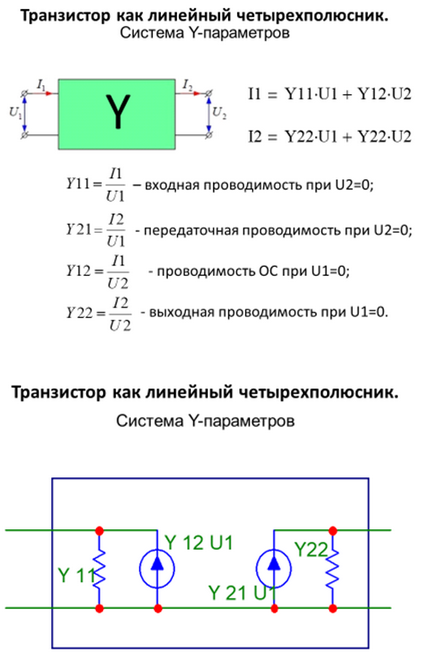 Транзистор как линейный четырехполюсник.
Система Y-параметров
I₁
I₂
U₁
Y
U₂
I1 = Y11·U1 + Y12·U2
I2 = Y22·U1 + Y22·U2
Y11 = I1/U1 – входная проводимость при U2=0;
Y21 = I2/U1 - передаточная проводимость при U2=0;
Y12 = I1/U2 - проводимость ОС при U1=0;
Y22 = I2/U2 - выходная проводимость при U1=0.
Транзистор как линейный четырехполюсник.
Система Y-параметров
Y 12 U1
Y22
Y 11
Y 21 U1